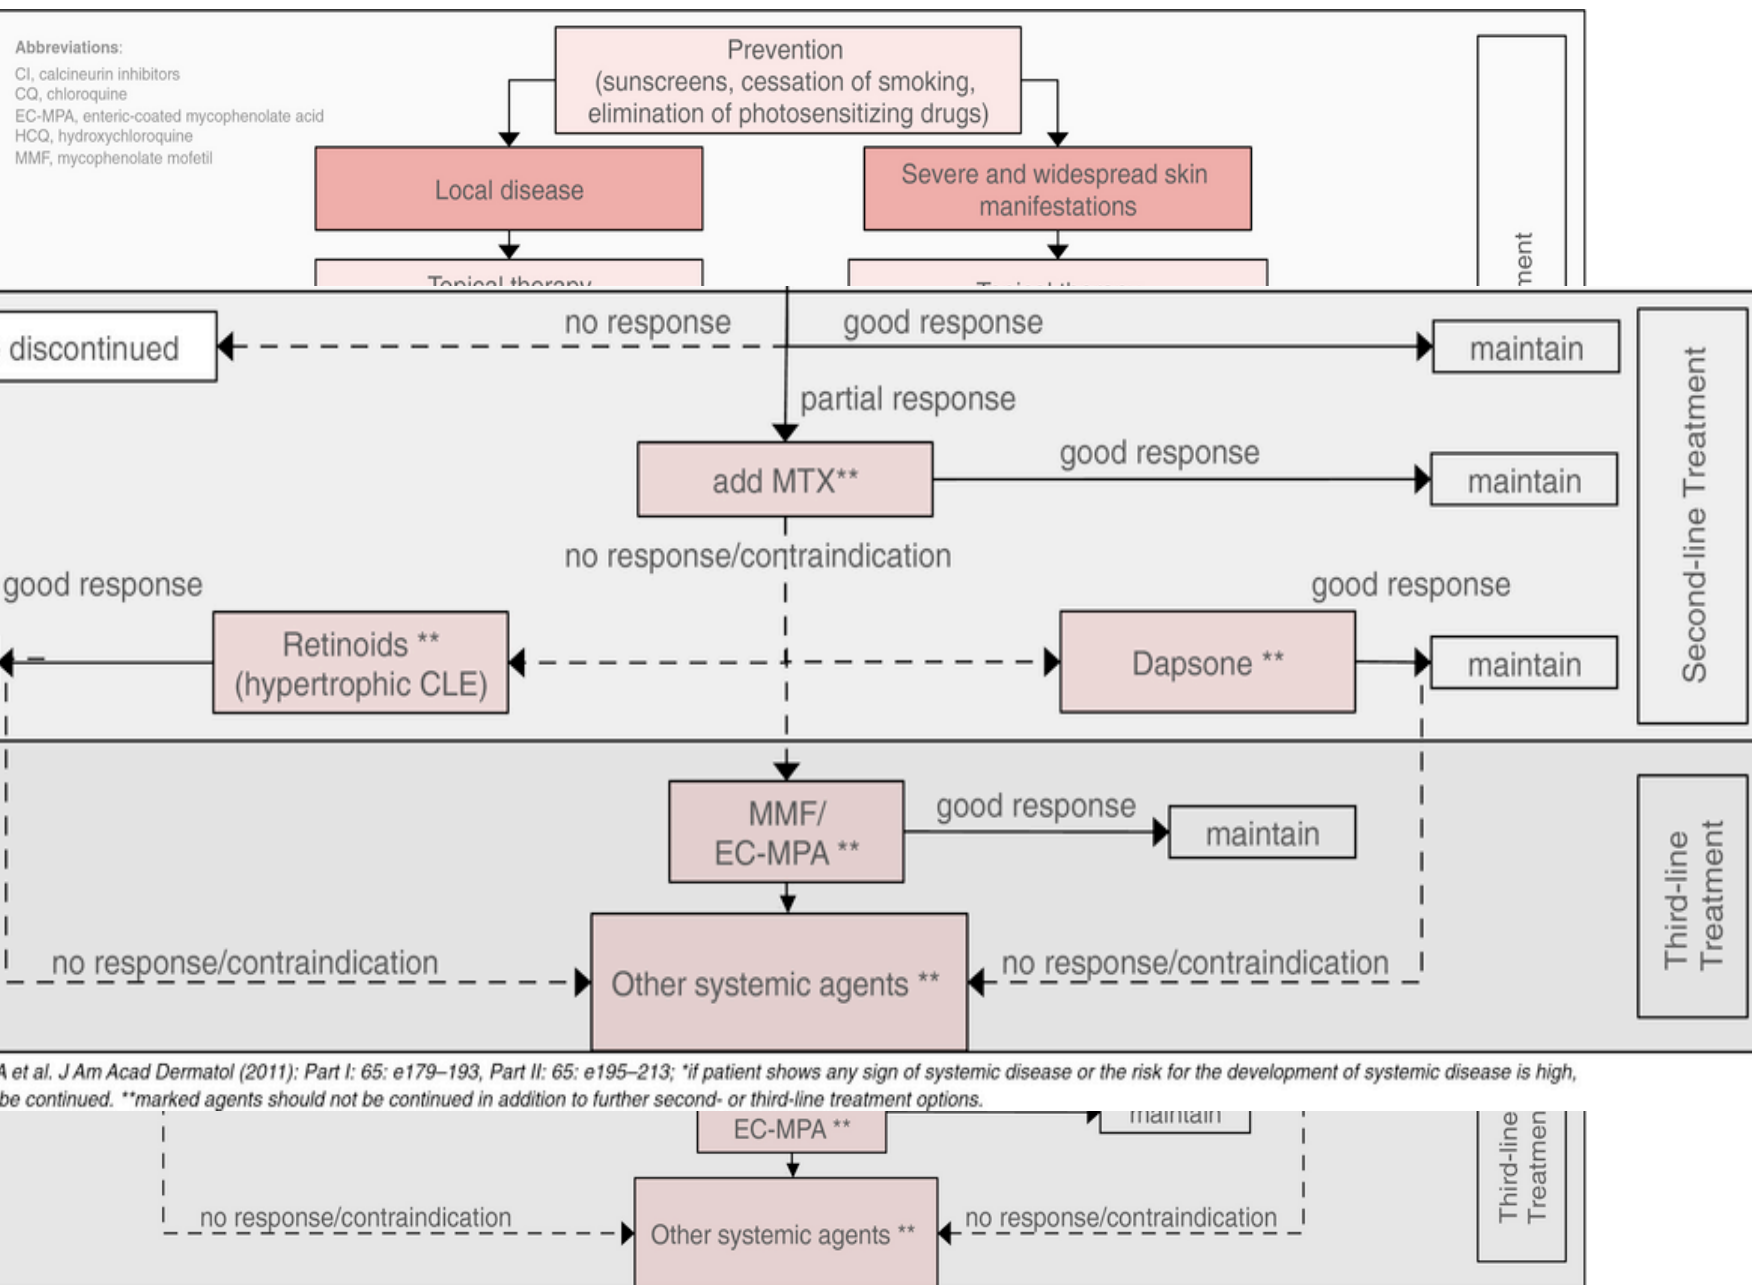 Abbreviations:
CI, calcineurin inhibitors
CQ, chloroquine
EC-MPA, enteric-coated mycophenolate acid
HCQ, hydroxychloroquine
MMF, mycophenolate mofetil
Prevention
(sunscreens, cessation of smoking,
elimination of photosensitizing drugs)
Local disease
Severe and widespread skin
manifestations
Topical therapy
discontinued
no response
good response
maintain
partial response
add MTX**
good response
maintain
Second-line Treatment
no response/contraindication
good response
Retinoids **
(hypertrophic CLE)
good response
Dapsone **
maintain
MMF/
EC-MPA **
good response
maintain
Third-line
Treatment
no response/contraindication
Other systemic agents **
no response/contraindication
A et al. J Am Acad Dermatol (2011); Part I: 65: e179–193, Part II: 65: e195–213; *if patient shows any sign of systemic disease or the risk for the development of systemic disease is high,
be continued. **marked agents should not be continued in addition to further second- or third-line treatment options.
EC-MPA **
maintain
Third-line
no response/contraindication
Other systemic agents **
no response/contraindication